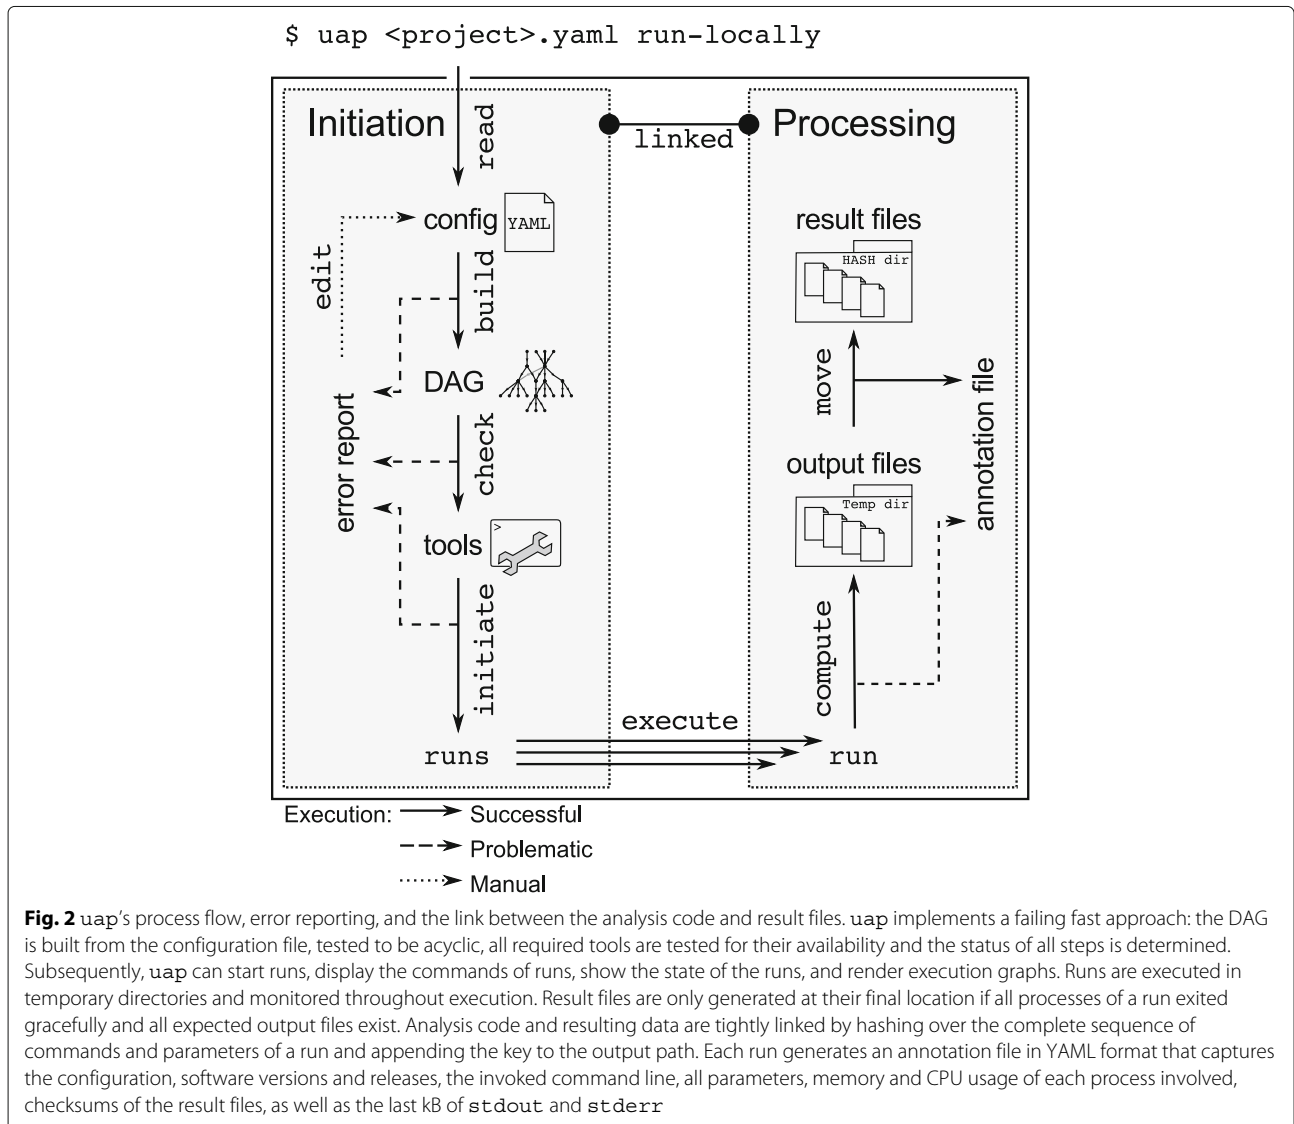 $ uap <project>.yaml run-locally
Initiation
read
linked
Processing
config
YAML
edit
build
DAG
error report
check
tools
>
initiate
runs
execute
result files
HASH dir
move
annotation file
output files
Temp dir
compute
run
Execution:
Successful
Problematic
Manual
Fig. 2 uap's process flow, error reporting, and the link between the analysis code and result files. uap implements a failing fast approach: the DAG
is built from the configuration file, tested to be acyclic, all required tools are tested for their availability and the status of all steps is determined.
Subsequently, uap can start runs, display the commands of runs, show the state of the runs, and render execution graphs. Runs are executed in
temporary directories and monitored throughout execution. Result files are only generated at their final location if all processes of a run exited
gracefully and all expected output files exist. Analysis code and resulting data are tightly linked by hashing over the complete sequence of
commands and parameters of a run and appending the key to the output path. Each run generates an annotation file in YAML format that captures
the configuration, software versions and releases, the invoked command line, all parameters, memory and CPU usage of each process involved,
checksums of the result files, as well as the last kB of stdout and stderr